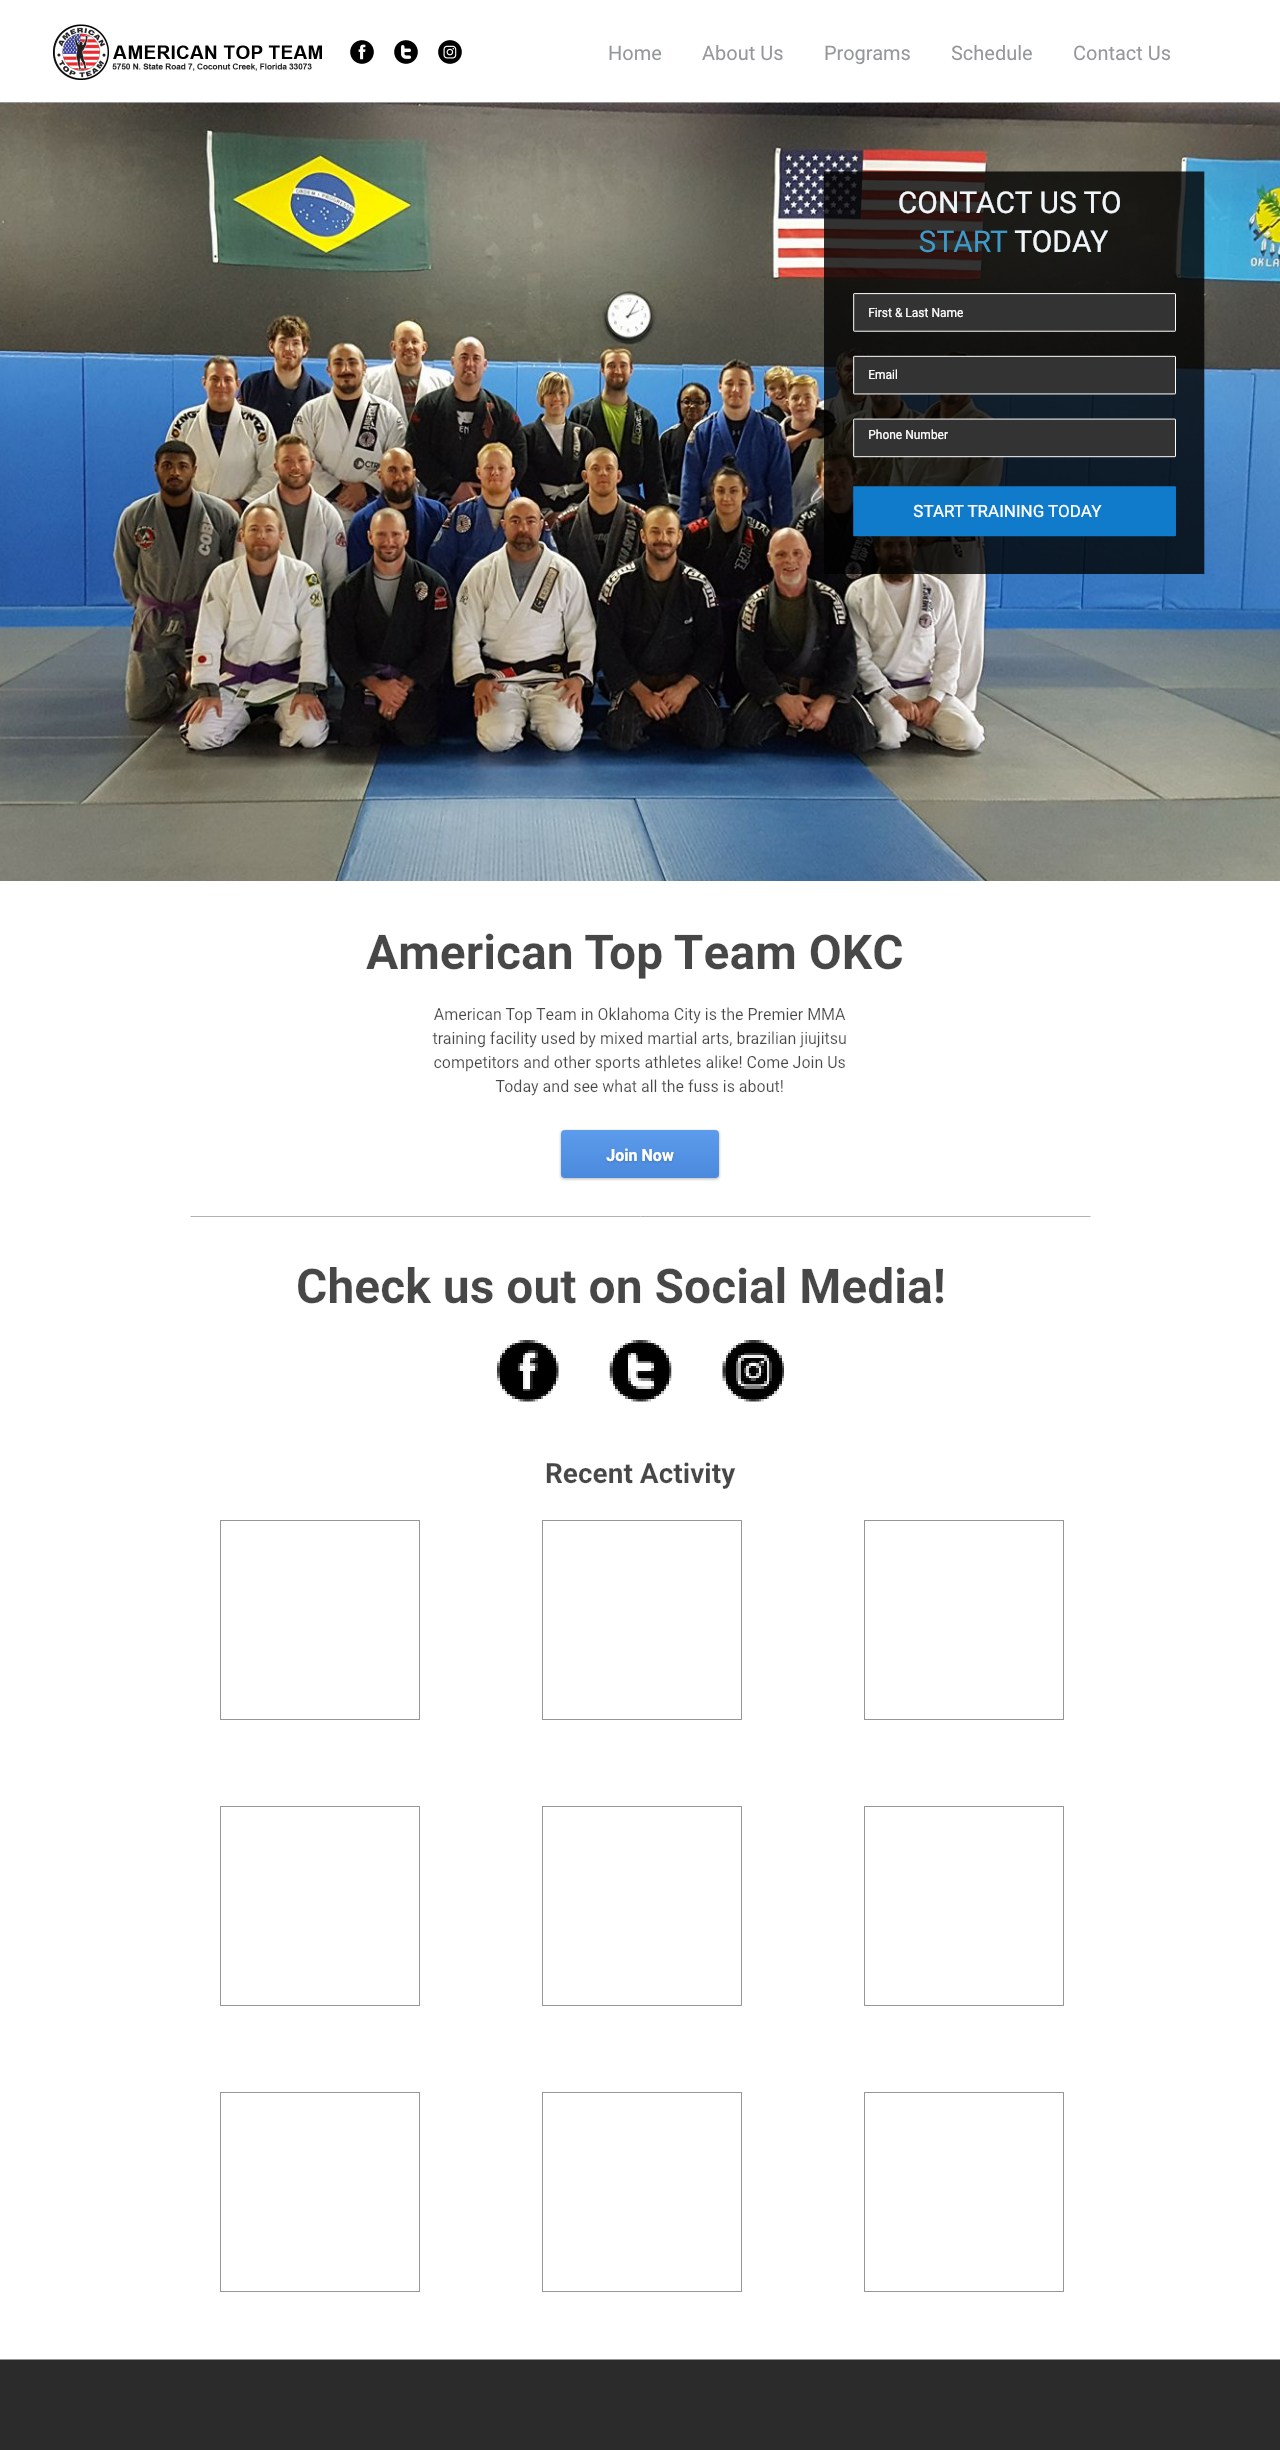 AMERICAN
TOP TEAM
AMERICAN TOP TEAM
5750 N. State Road 7, Coconut Creek, Florida 33073
Home About Us Programs Schedule Contact Us
CONTACT US TO
START TODAY
First & Last Name
Email
Phone Number
START TRAINING TODAY
American Top Team OKC
American Top Team in Oklahoma City is the Premier MMA
training facility used by mixed martial arts, brazilian jiujitsu
competitors and other sports athletes alike! Come Join Us
Today and see what all the fuss is about!
Join Now
Check us out on Social Media!
Recent Activity